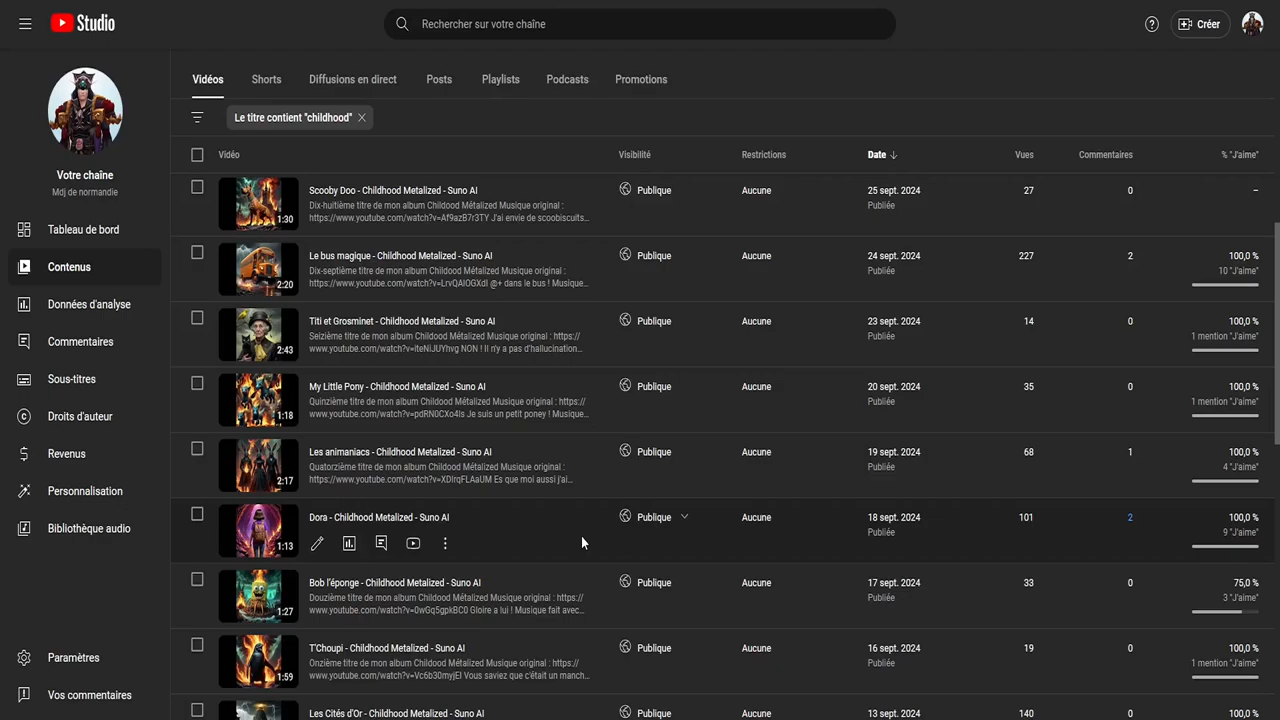 Studio
Rechercher sur votre chaîne
Créer
Votre chaîne
Mdj de normandie
Tableau de bord
Contenus
Données d'analyse
Commentaires
Sous-titres
Droits d'auteur
Revenus
Personnalisation
Bibliothèque audio
Paramètres
Vos commentaires
Vidéos Shorts Diffusions en direct Posts Playlists Podcasts Promotions
Le titre contient "childhood"
Vidéo Visibilité Restrictions Date Vues Commentaires % "J'aime"
Scooby Doo - Childhood Metalized - Suno AI Publique Aucune 25 sept. 2024 27 0 –
Dix-huitième titre de mon album Childood Métalized Musique original : Publiée
https://www.youtube.com/watch?v=Af9azB7r3TY J'ai envie de scoobiscuits...
1:30
Le bus magique - Childhood Metalized - Suno AI Publique Aucune 24 sept. 2024 227 2 100,0 %
Dix-septième titre de mon album Childood Métalized Musique original : Publiée 10 "J'aime"
https://www.youtube.com/watch?v=LrvQAIOGXdI @+ dans le bus ! Musique...
2:20
Titi et Grosminet - Childhood Metalized - Suno AI Publique Aucune 23 sept. 2024 14 0 100,0 %
Seizième titre de mon album Childood Métalized Musique original : https:// Publiée 1 mention "J'aime"
www.youtube.com/watch?v=iteNiJUYhvg NON ! Il n'y a pas d'hallucination...
2:43
My Little Pony - Childhood Metalized - Suno AI Publique Aucune 20 sept. 2024 35 0 100,0 %
Quinzième titre de mon album Childood Métalized Musique original : https:// Publiée 1 mention "J'aime"
www.youtube.com/watch?v=pdRN0CXo4Is Je suis un petit poney ! Musique...
1:18
Les animaniacs - Childhood Metalized - Suno AI Publique Aucune 19 sept. 2024 68 1 100,0 %
Quatorzième titre de mon album Childood Métalized Musique original : Publiée 4 "J'aime"
https://www.youtube.com/watch?v=XDIrqFLAaUM Es que moi aussi j'ai...
2:17
Dora - Childhood Metalized - Suno AI Publique Aucune 18 sept. 2024 101 2 100,0 %
Publiée 9 "J'aime"
1:13
Bob l'éponge - Childhood Metalized - Suno AI Publique Aucune 17 sept. 2024 33 0 75,0 %
Douzième titre de mon album Childood Métalized Musique original : https:// Publiée 3 "J'aime"
www.youtube.com/watch?v=0wGq5gpkBC0 Gloire a lui ! Musique fait avec...
1:27
T'Choupi - Childhood Metalized - Suno AI Publique Aucune 16 sept. 2024 19 0 100,0 %
Onzième titre de mon album Childood Métalized Musique original : https:// Publiée 1 mention "J'aime"
www.youtube.com/watch?v=Vc6b30myjEI Vous saviez que c'était un manch...
1:59
Les Cités d'Or - Childhood Metalized - Suno AI Publique Aucune 13 sept. 2024 140 0 100,0 %